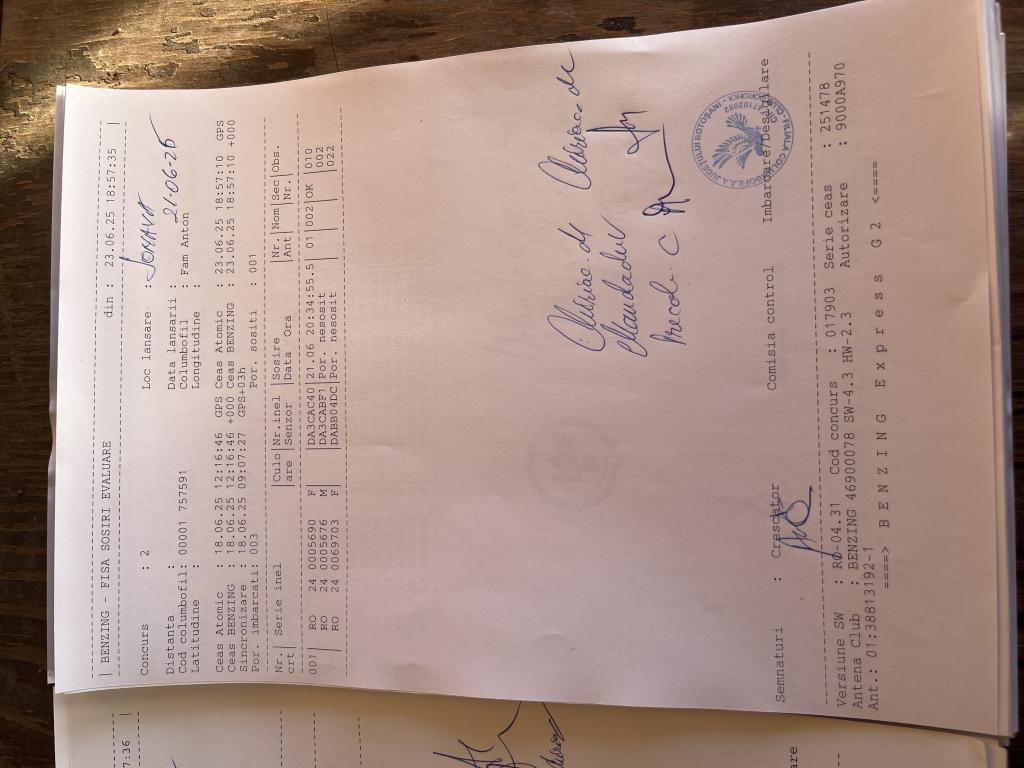 | BENZING - FISA SOSIRI EVALUARE din : 23.06.25 18:57:35 |
Concurs : 2 Loc lansare :
Distanta : Data lansarii : 21.06.25
Cod columbofil: 00001 757591 Columbofil : Fam Anton
Latitudine : Longitudine :
Ceas Atomic : 18.06.25 12:16:46 GPS Ceas Atomic : 23.06.25 18:57:10 GPS
Ceas BENZING : 18.06.25 12:16:46 +000 Ceas BENZING : 23.06.25 18:57:10 +000
Sincronizare : 18.06.25 09:07:27 GPS+03h
Por. imbarcati: 003 Por. sositi : 001
Nr.| Serie inel |Culo|Nr.inel |Sosire |Nr. |Nom|Sec|Obs.
crt| |are |Senzor |Data Ora |Ant | |Nr.|
001| RO 24 0005690 F| |DA3CAC40|21.06 20:34:55.5| 01|002|OK |010
| RO 24 0005676 M| |DA3CABF1|Por. nesosit | | | |002
| RO 24 0069703 F| |DABB04DC|Por. nesosit | | | |022
Semnaturi : Crescator Comisia control Imbarcare/Desigilare
FILIALA COLUMBOFILĂ A JUDEŢULUI BOTOŞANI
Versiune SW : RO-04.31 Cod concurs : 017903 Serie ceas : 251478
Antena Club : BENZING 46900078 SW-4.3 HW-2.3 Autorizare : 9000A970
Ant.: 01:38813192-1
====> B E N Z I N G E x p r e s s G 2 <====
7:36 |
are